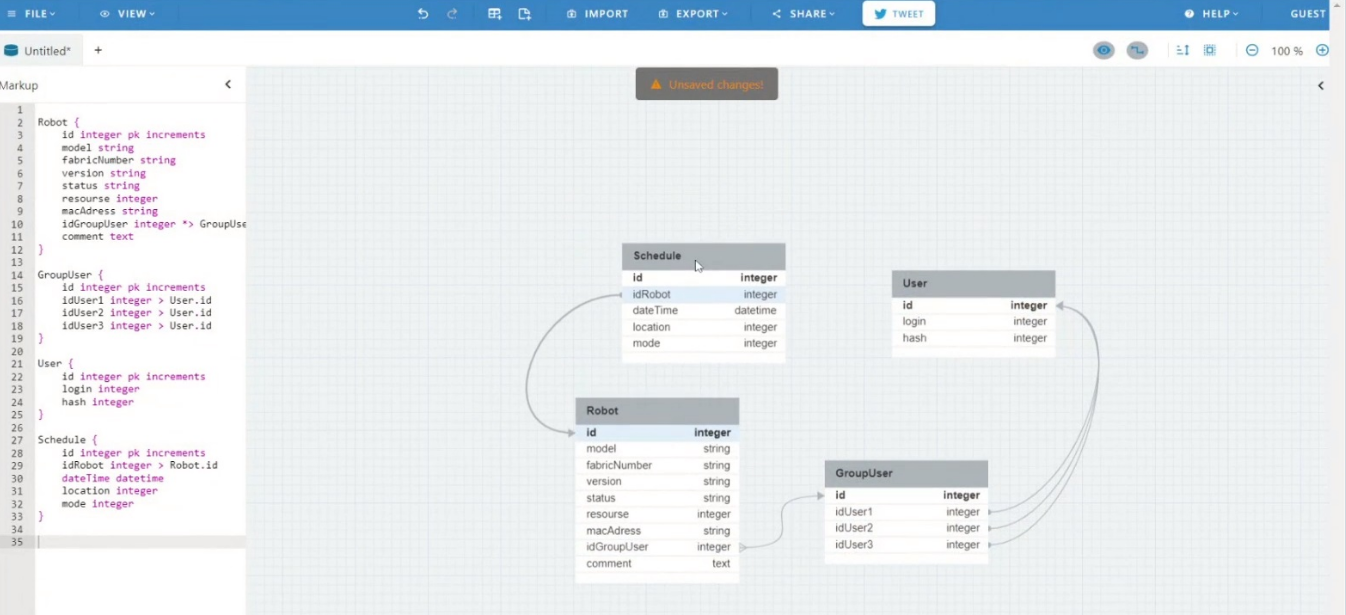 FILE VIEW IMPORT EXPORT SHARE TWEET HELP GUEST
Untitled* + 100 %
Markup
Unsaved changes!
1
2 Robot {
3 id integer pk increments
4 model string
5 fabricNumber string
6 version string
7 status string
8 resourse integer
9 macAdress string
10 idGroupUser integer *> GroupUse
11 comment text
12 }
13
14 GroupUser {
15 id integer pk increments
16 idUser1 integer > User.id
17 idUser2 integer > User.id
18 idUser3 integer > User.id
19 }
20
21 User {
22 id integer pk increments
23 login integer
24 hash integer
25 }
26
27 Schedule {
28 id integer pk increments
29 idRobot integer > Robot.id
30 dateTime datetime
31 location integer
32 mode integer
33 }
34
35
Schedule
id integer
idRobot integer
dateTime datetime
location integer
mode integer
User
id integer
login integer
hash integer
Robot
id integer
model string
fabricNumber string
version string
status string
resourse integer
macAdress string
idGroupUser integer
comment text
GroupUser
id integer
idUser1 integer
idUser2 integer
idUser3 integer